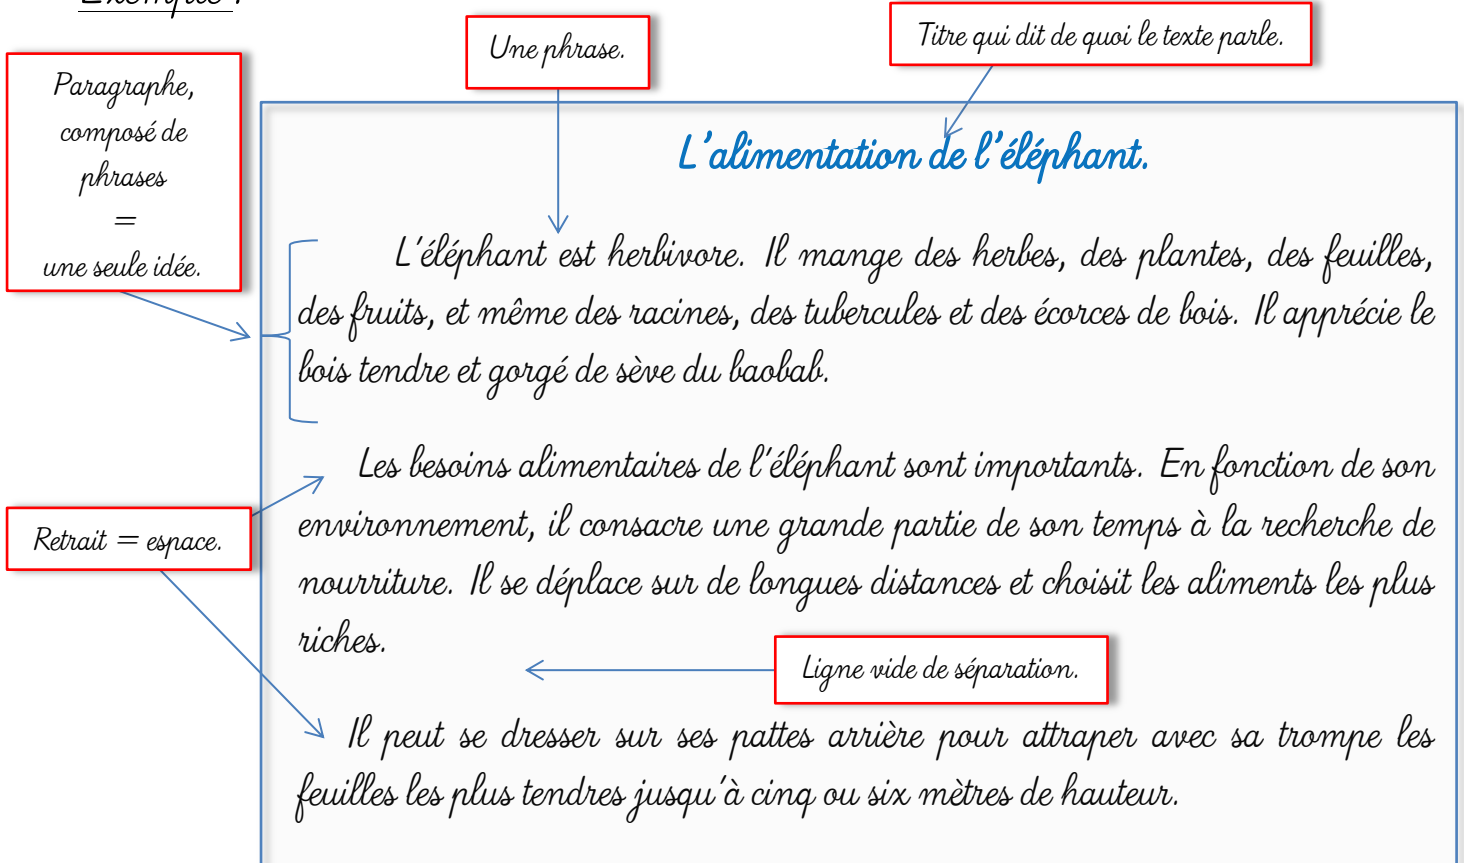 Exemple :
Une phrase.
Titre qui dit de quoi le texte parle.
Paragraphe,
composé de
phrases
=
une seule idée.
L'alimentation de l'éléphant.
L'éléphant est herbivore. Il mange des herbes, des plantes, des feuilles,
des fruits, et même des racines, des tubercules et des écorces de bois. Il apprécie le
bois tendre et gorgé de sève du baobab.
Les besoins alimentaires de l'éléphant sont importants. En fonction de son
environnement, il consacre une grande partie de son temps à la recherche de
nourriture. Il se déplace sur de longues distances et choisit les aliments les plus
riches.
Retrait = espace.
Ligne vide de séparation.
Il peut se dresser sur ses pattes arrière pour attraper avec sa trompe les
feuilles les plus tendres jusqu'à cinq ou six mètres de hauteur.